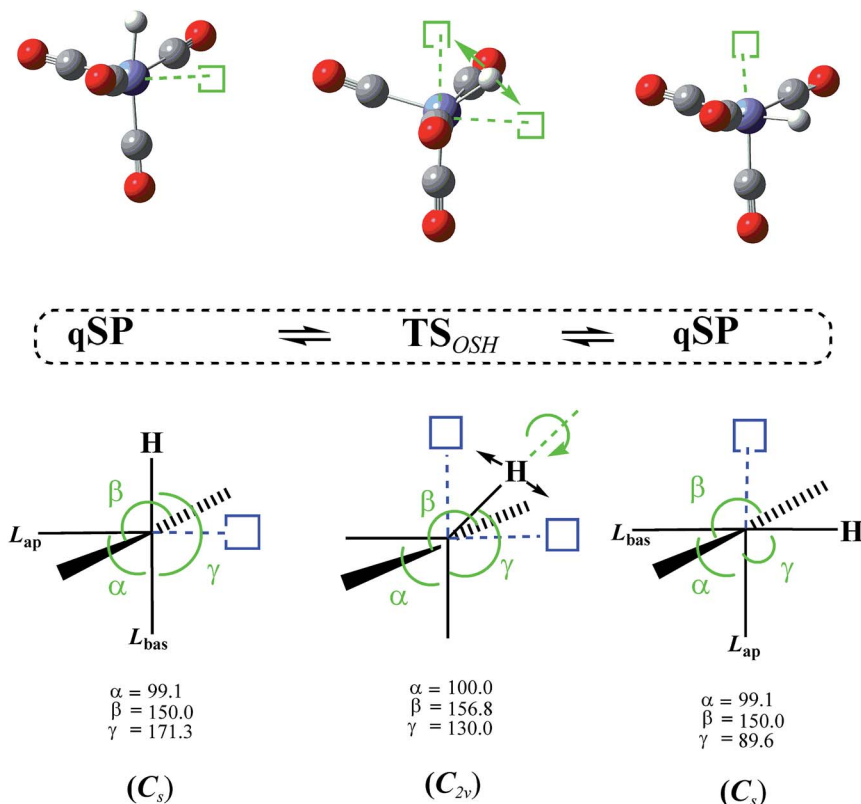 qSP ⇌ TS_OSH ⇌ qSP
H
β
L_ap
α
γ
L_bas
α = 99.1
β = 150.0
γ = 171.3
(C_s)
H
β
α
γ
α = 100.0
β = 156.8
γ = 130.0
(C_2v)
β
L_bas
H
α
γ
L_ap
α = 99.1
β = 150.0
γ = 89.6
(C_s)